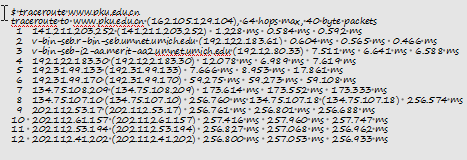 $ traceroute www.pku.edu.cn
traceroute to www.pku.edu.cn (162.105.129.104), 64 hops max, 40 byte packets
1 141.211.203.252 (141.211.203.252) 1.228 ms 0.584 ms 0.592 ms
2 v-bin-seb.r-bin-seb.umnet.umich.edu (192.122.183.61) 0.604 ms 0.565 ms 0.466 ms
3 v-bin-seb-i2-aa.merit-aa2.umnet.umich.edu (192.12.80.33) 7.511 ms 6.641 ms 6.588 ms
4 192.122.183.30 (192.122.183.30) 12.078 ms 6.989 ms 7.619 ms
5 192.31.99.133 (192.31.99.133) 7.666 ms 8.953 ms 17.861 ms
6 192.31.99.170 (192.31.99.170) 59.275 ms 59.273 ms 59.108 ms
7 134.75.108.209 (134.75.108.209) 173.614 ms 173.552 ms 173.333 ms
8 134.75.107.10 (134.75.107.10) 256.760 ms 134.75.107.18 (134.75.107.18) 256.574 ms
9 202.112.53.17 (202.112.53.17) 256.761 ms 256.801 ms 256.688 ms
10 202.112.61.157 (202.112.61.157) 257.416 ms 257.960 ms 257.747 ms
11 202.112.53.194 (202.112.53.194) 256.827 ms 257.068 ms 256.962 ms
12 202.112.41.202 (202.112.41.202) 256.800 ms 257.053 ms 256.933 ms